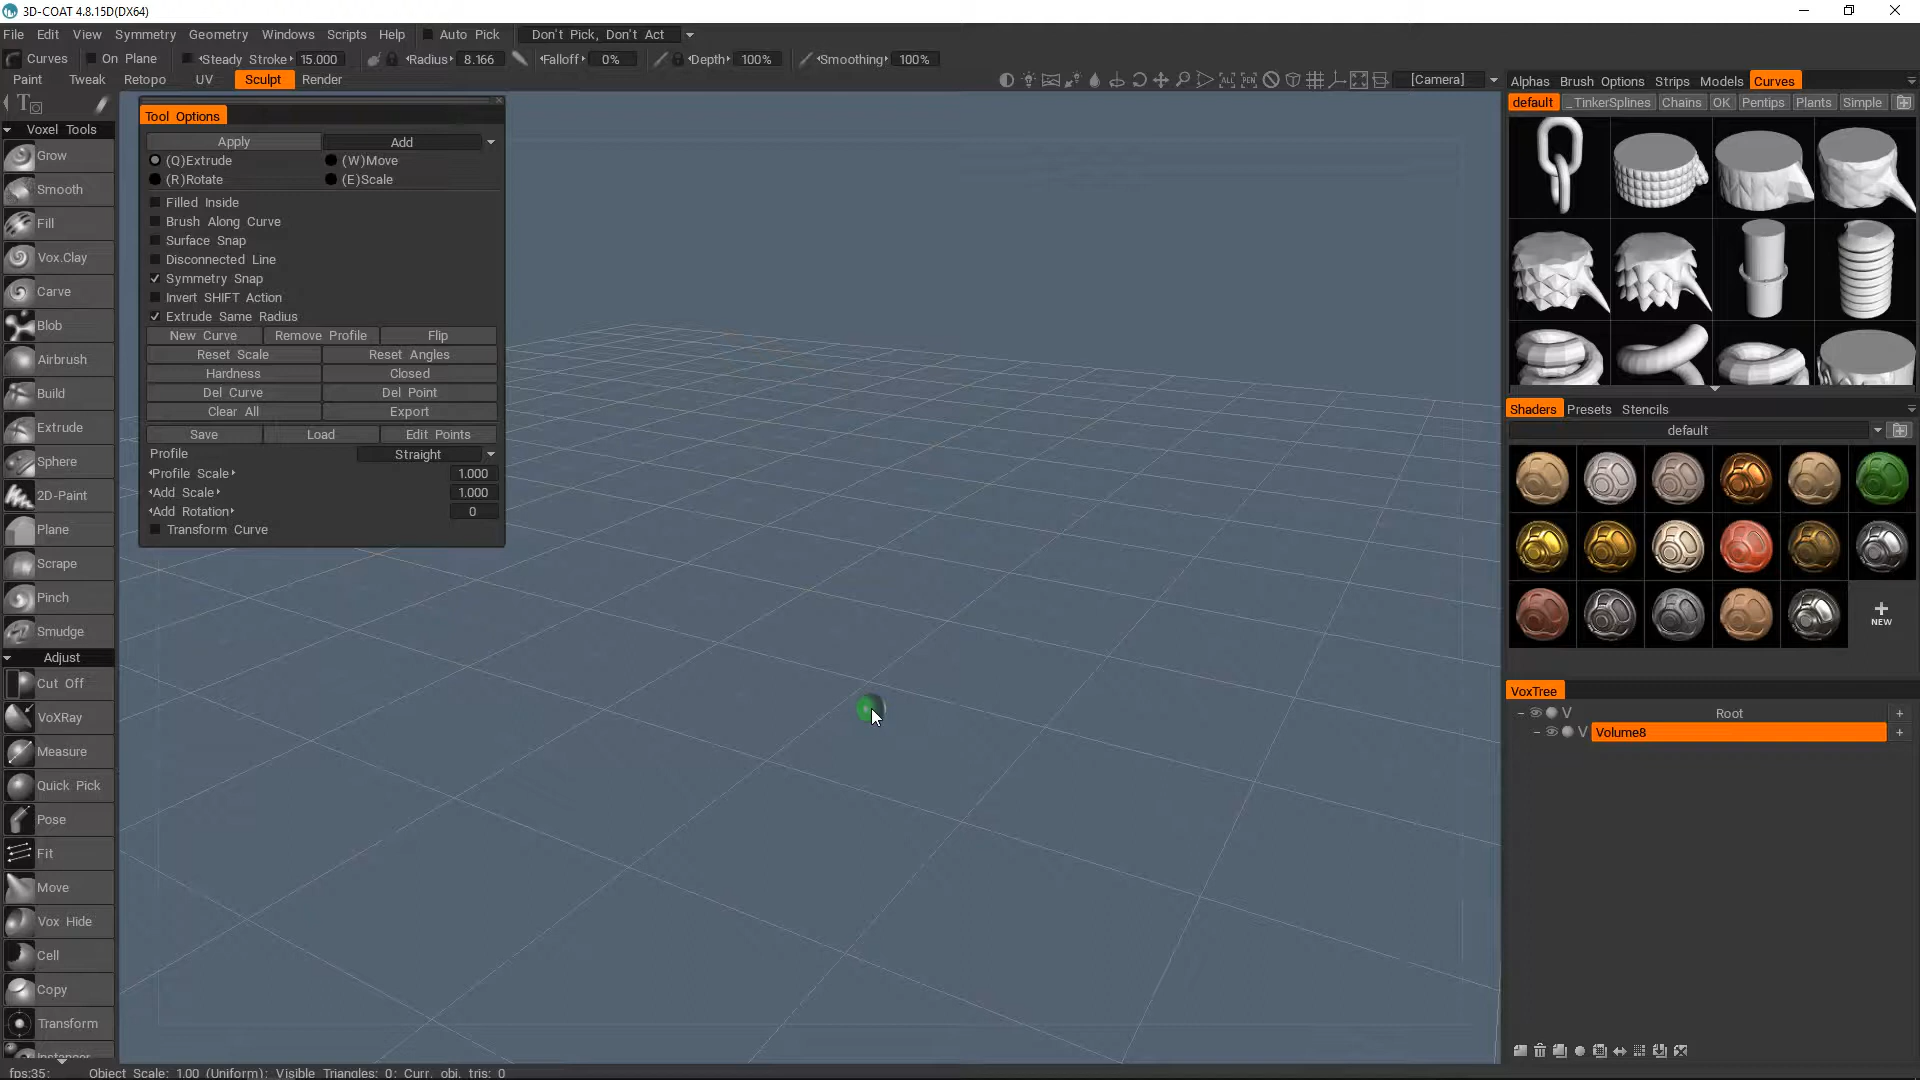 3D-COAT 4.8.15D(DX64)
File Edit View Symmetry Geometry Windows Scripts Help Auto Pick Don't Pick, Don't Act
Curves On Plane Steady Stroke 15.000 Radius 8.166 Falloff 0% Depth 100% Smoothing 100%
Paint Tweak Retopo UV Sculpt Render [Camera]
Voxel Tools
Grow
Smooth
Fill
Vox.Clay
Carve
Blob
Airbrush
Build
Extrude
Sphere
2D-Paint
Plane
Scrape
Pinch
Smudge
Adjust
Cut Off
VoXRay
Measure
Quick Pick
Pose
Fit
Move
Vox Hide
Cell
Copy
Transform
Tool Options
Apply Add
(Q)Extrude (W)Move
(R)Rotate (E)Scale
Filled Inside
Brush Along Curve
Surface Snap
Disconnected Line
Symmetry Snap
Invert SHIFT Action
Extrude Same Radius
New Curve Remove Profile Flip
Reset Scale Reset Angles
Hardness Closed
Del Curve Del Point
Clear All Export
Save Load Edit Points
Profile Straight
Profile Scale 1.000
Add Scale 1.000
Add Rotation 0
Transform Curve
Alphas Brush Options Strips Models Curves
default _TinkerSplines Chains OK Pentips Plants Simple
Shaders Presets Stencils
default
+
NEW
VoxTree
V Root +
V Volume8 +
fps:35; Object Scale: 1.00 (Uniform); Visible Triangles: 0; Curr. obj. tris: 0